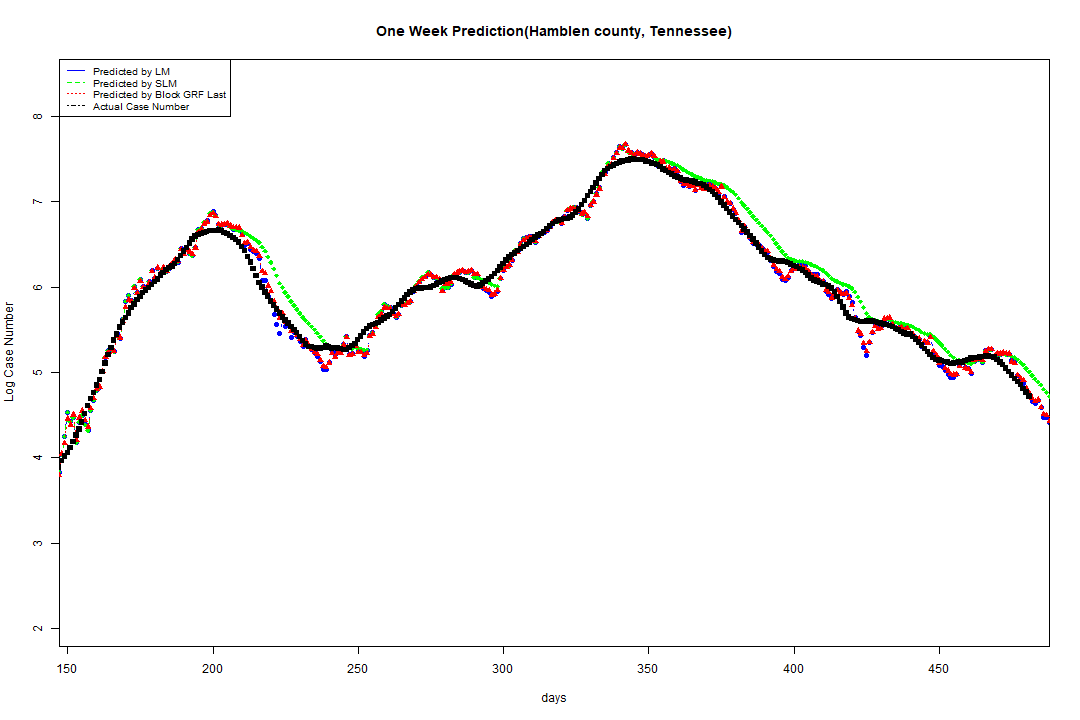 One Week Prediction(Hamblen county, Tennessee)
Predicted by LM
Predicted by SLM
Predicted by Block GRF Last
Actual Case Number
8
7
6
5
4
3
2
Log Case Number
150 200 250 300 350 400 450
days